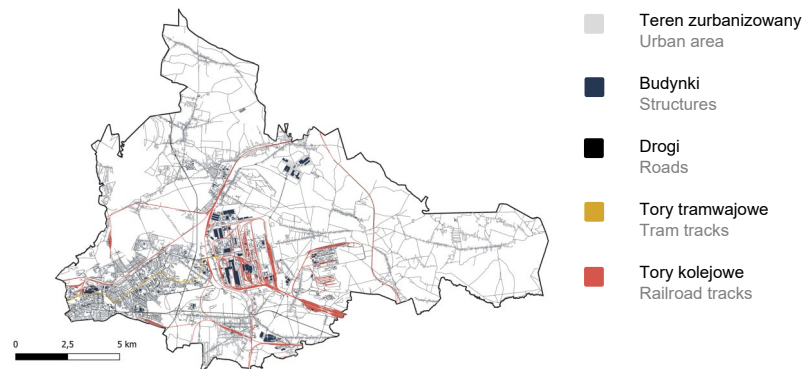 Teren zurbanizowany
Urban area
Budynki
Structures
Drogi
Roads
Tory tramwajowe
Tram tracks
Tory kolejowe
Railroad tracks
0 2,5 5 km